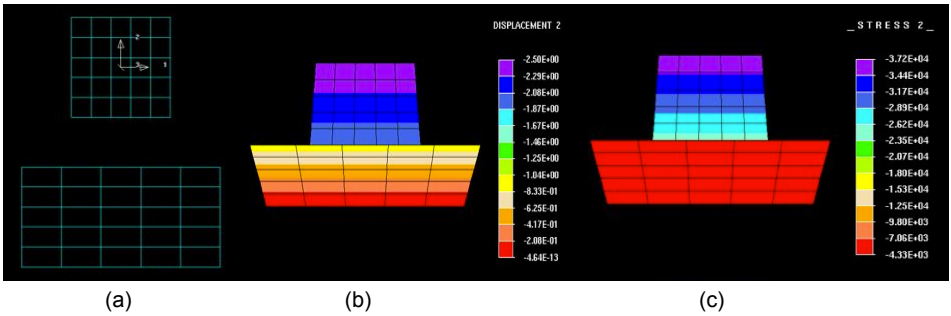 2
3
1
DISPLACEMENT 2
-2.50E+00
-2.29E+00
-2.08E+00
-1.87E+00
-1.67E+00
-1.46E+00
-1.25E+00
-1.04E+00
-8.33E-01
-6.25E-01
-4.17E-01
-2.08E-01
-4.64E-13
_STRESS 2_
-3.72E+04
-3.44E+04
-3.17E+04
-2.89E+04
-2.62E+04
-2.35E+04
-2.07E+04
-1.80E+04
-1.53E+04
-1.25E+04
-9.80E+03
-7.06E+03
-4.33E+03
(a)
(b)
(c)